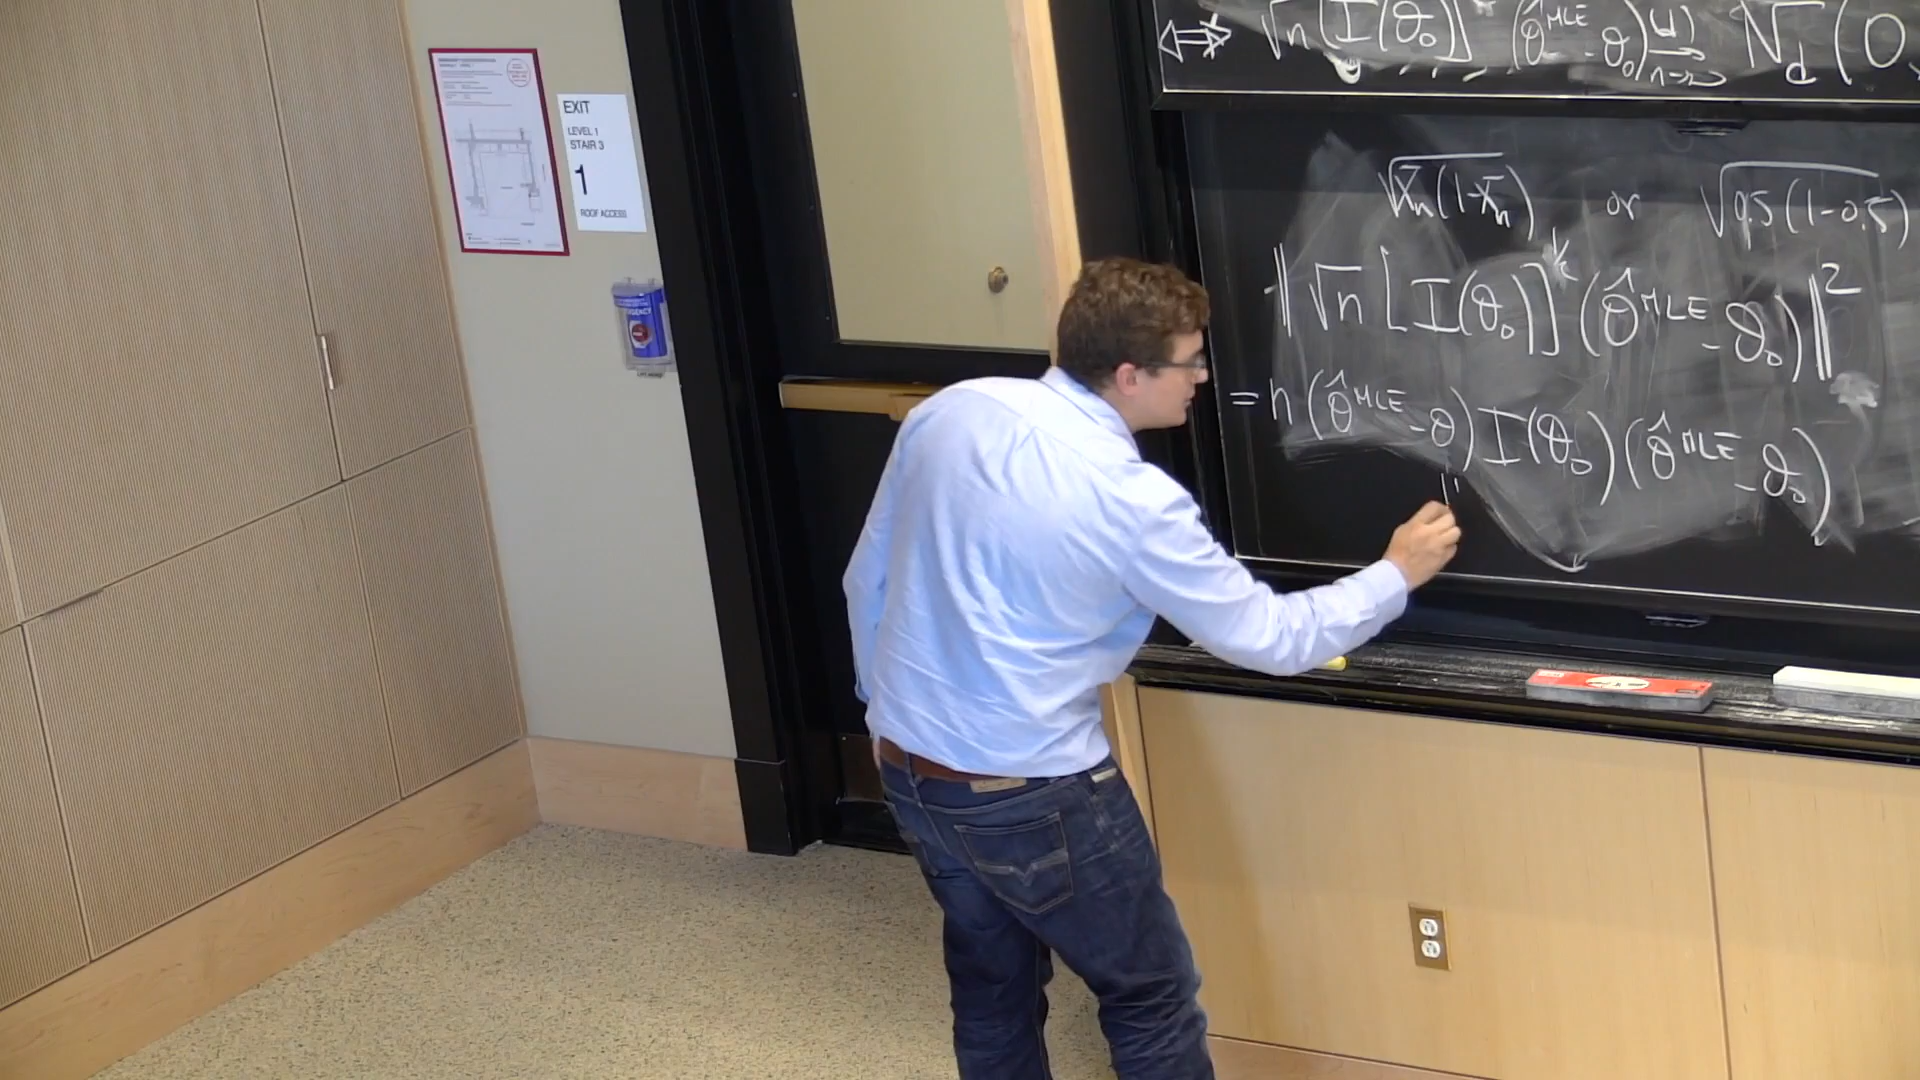 EXIT
LEVEL 1
STAIR 3
1
ROOF ACCESS
⟺ √n [I(θ₀)] (θ̂^MLE - θ₀) →(d) n→∞ N_d(0,
√X̄ₙ(1-X̄ₙ) or √0.5(1-0.5)
‖√n [I(θ₀)]^½ (θ̂^MLE - θ₀)‖²
= n(θ̂^MLE - θ) I(θ₀)(θ̂^MLE - θ₀)